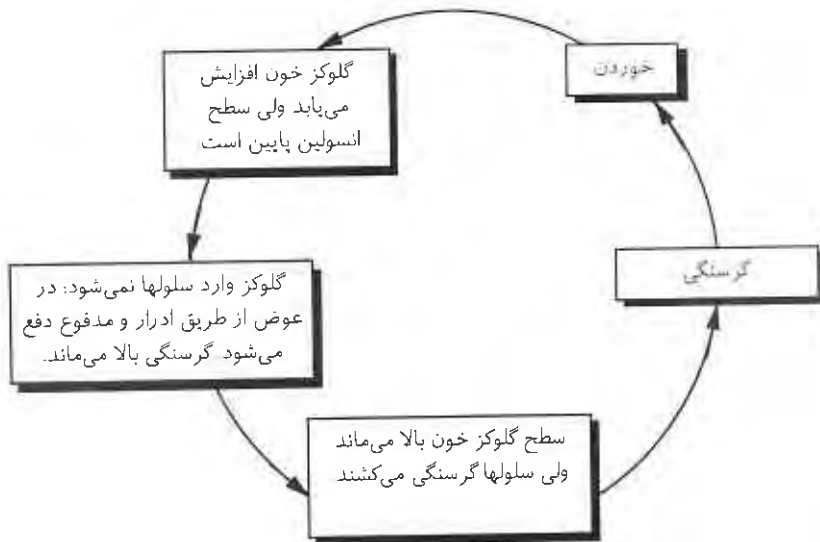 خوردن
گلوکز خون افزایش
می‌یابد ولی سطح
انسولین پایین است
گلوکز وارد سلولها نمی‌شود: در
عوض از طریق ادرار و مدفوع دفع
می‌شود گرسنگی بالا می‌ماند.
سطح گلوکز خون بالا می‌ماند
ولی سلولها گرسنگی می‌کشند
گرسنگی